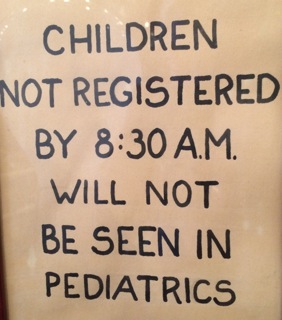 CHILDREN
NOT REGISTERED
BY 8:30 A.M.
WILL NOT
BE SEEN IN
PEDIATRICS